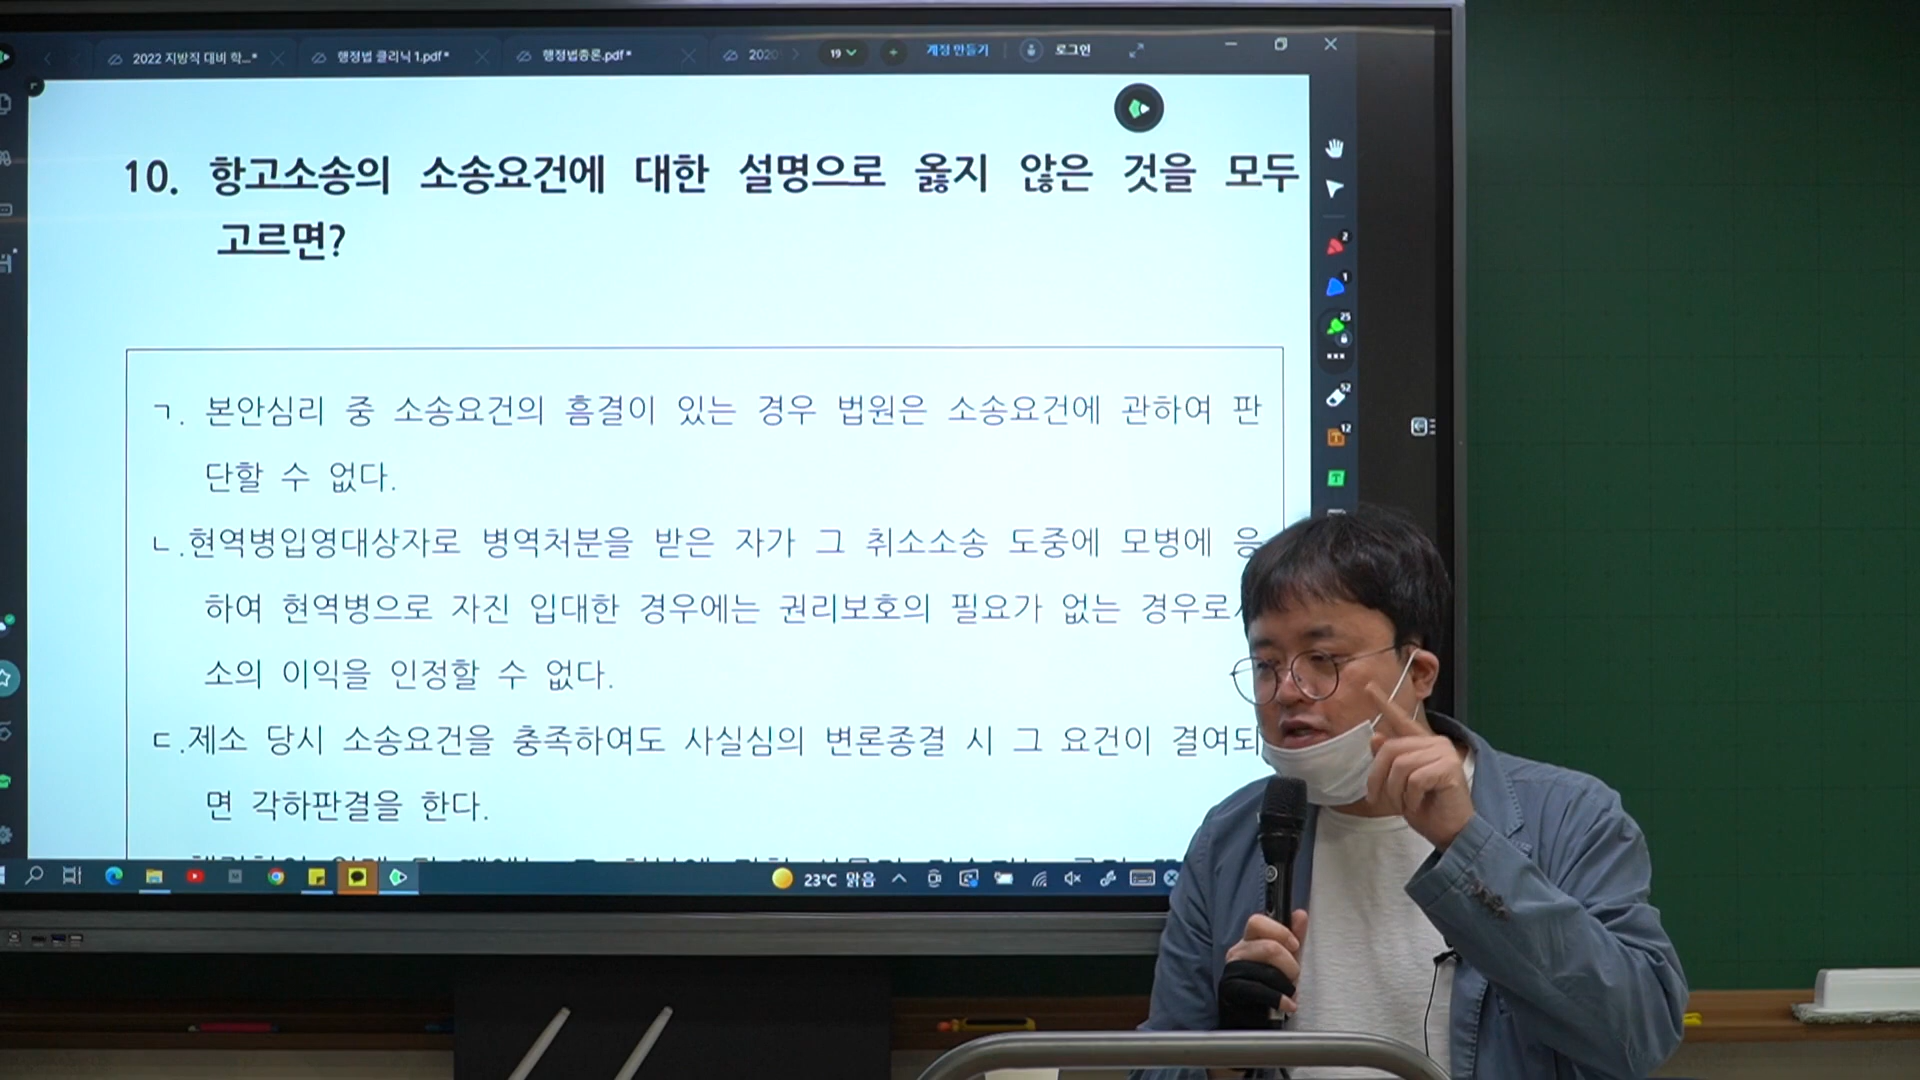 2022 지방직 대비 학...*
행정법 클리닉 1.pdf*
행정법총론.pdf*
2020
19
계정 만들기
로그인
10. 항고소송의 소송요건에 대한 설명으로 옳지 않은 것을 모두
고르면?
ㄱ. 본안심리 중 소송요건의 흠결이 있는 경우 법원은 소송요건에 관하여 판
단할 수 없다.
ㄴ.현역병입영대상자로 병역처분을 받은 자가 그 취소소송 도중에 모병에 응
하여 현역병으로 자진 입대한 경우에는 권리보호의 필요가 없는 경우로
소의 이익을 인정할 수 없다.
ㄷ.제소 당시 소송요건을 충족하여도 사실심의 변론종결 시 그 요건이 결여되
면 각하판결을 한다.
2
1
25
52
12
23℃ 맑음